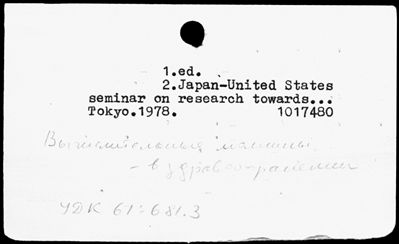 1.ed.
2.Japan-United States
seminar on research towards...
Tokyo.1978. 1017480
Вычислительные машины
- в здравоохранении
УДК 61:681.3